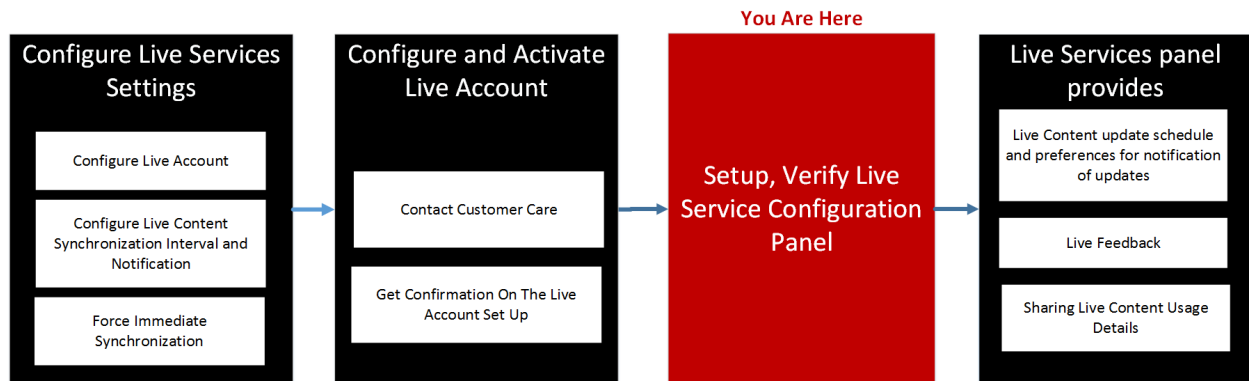 You Are Here
Configure Live Services
Settings
Configure Live Account
Configure Live Content
Synchronization Interval and
Notification
Force Immediate
Synchronization
Configure and Activate
Live Account
Contact Customer Care
Get Confirmation On The Live
Account Set Up
Setup, Verify Live
Service Configuration
Panel
Live Services panel
provides
Live Content update schedule
and preferences for notification
of updates
Live Feedback
Sharing Live Content Usage
Details